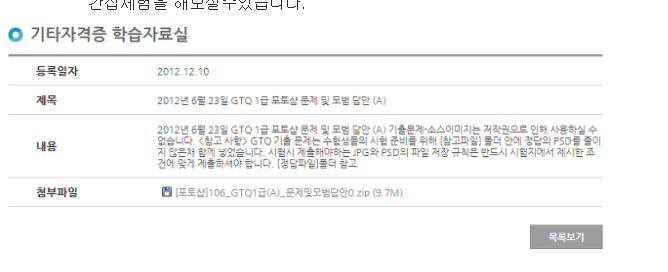 간접체험을 해보실수있습니다.
기타자격증 학습자료실
등록일자 2012.12.10
제목 2012년 6월 23일 GTQ 1급 포토샵 문제 및 모범 답안 (A)
내용 2012년 6월 23일 GTQ 1급 포토샵 문제 및 모범 답안 (A) 기출문제-소스이미지는 저작권으로 인해 사용하실 수
없습니다. <참고 사항> GTQ 기출 문제는 수험생들의 시험 준비를 위해 [참고파일] 폴더 안에 정답의 PSD를 줄이
지 않은채 함께 넣었습니다. 시험시 제출해야하는 JPG와 PSD의 파일 저장 규칙은 반드시 시험지에서 제시한 조
건에 맞게 제출하셔야 합니다. [정답파일]폴더 참고
첨부파일 [포토샵]106_GTQ1급(A)_문제및모범답안0.zip (9.7M)
목록보기